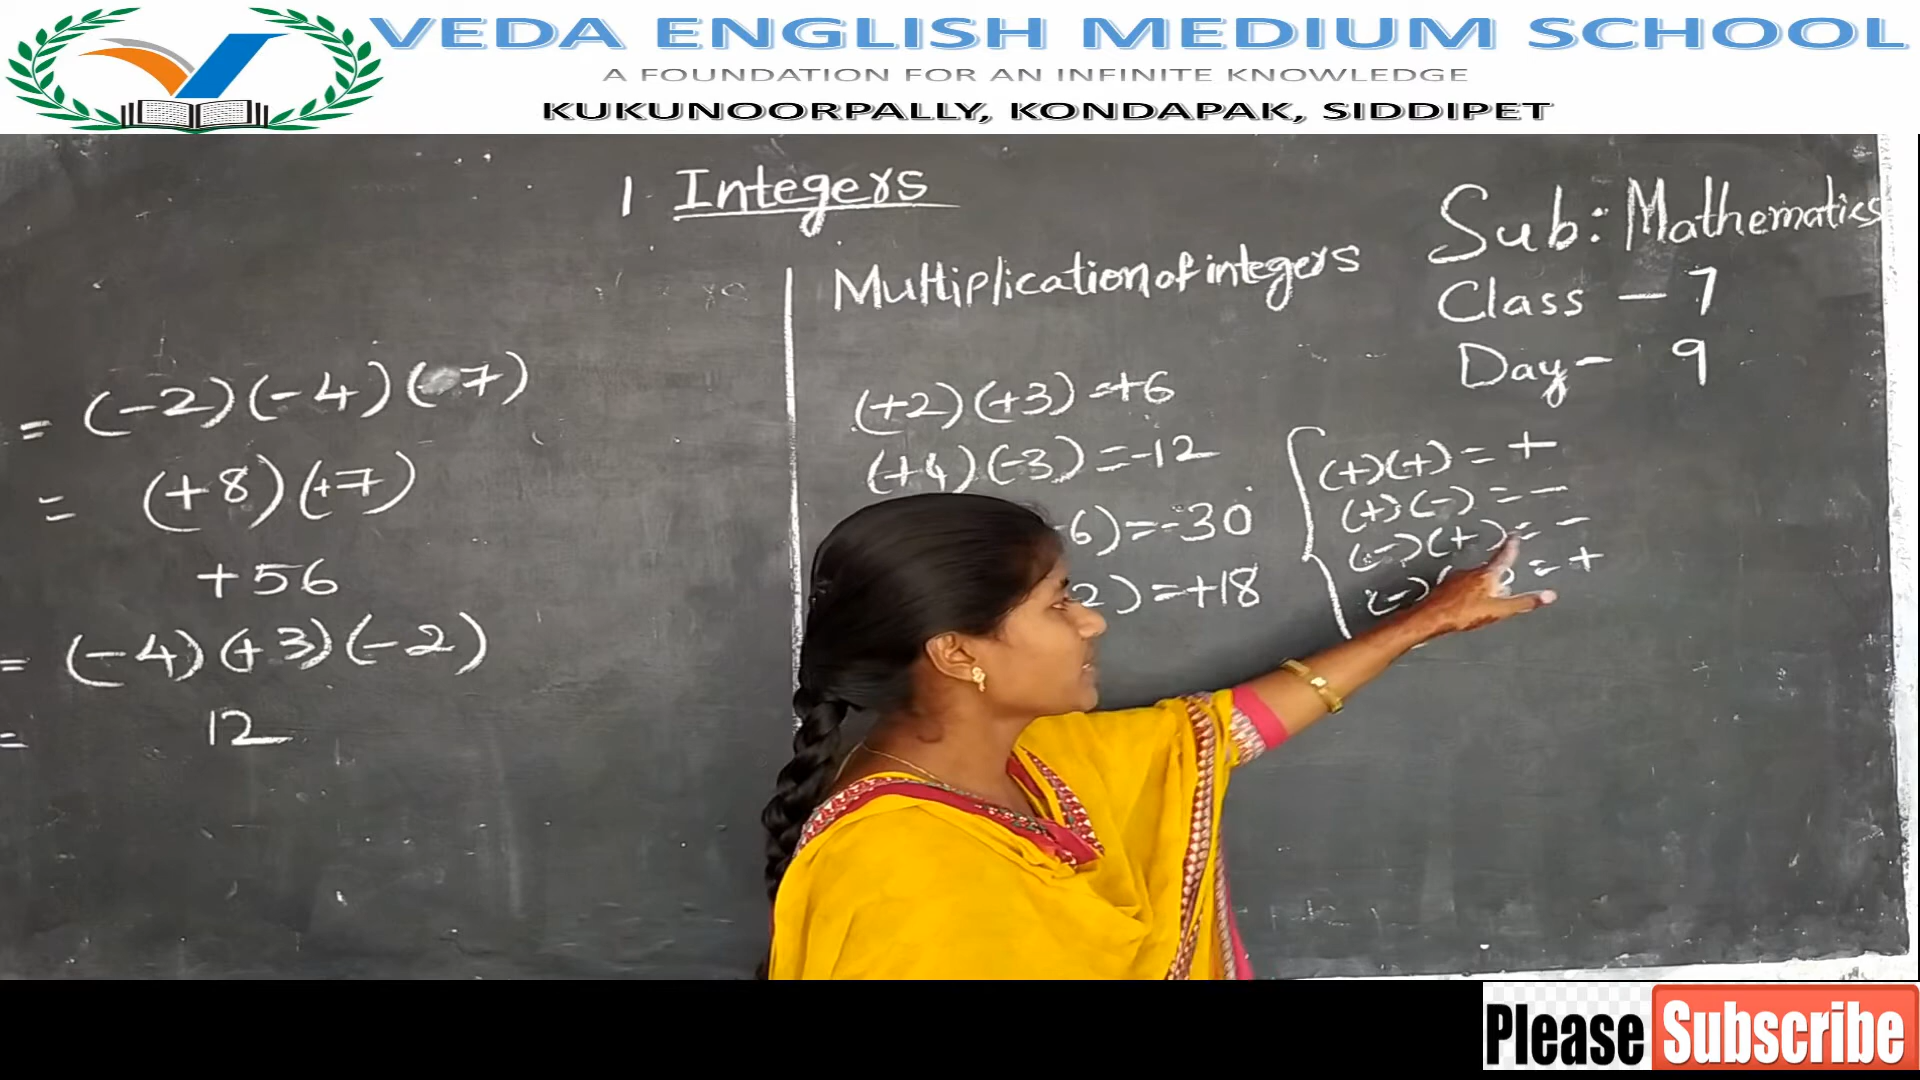 VEDA ENGLISH MEDIUM SCHOOL
A FOUNDATION FOR AN INFINITE KNOWLEDGE
KUKUNOORPALLY, KONDAPAK, SIDDIPET
1 Integers
Sub: Mathematics
Class - 7
Day - 9
= (-2)(-4)( 7)
= (+8)(+7)
+56
= (-4)(+3)(-2)
= 12
Multiplication of integers
(+2)(+3)=+6
(+4)(-3)=-12
6)=-30
2)=+18
(+)(+)=+
(+)(-)=-
(-)(+)=-
(-)( =+
Please Subscribe